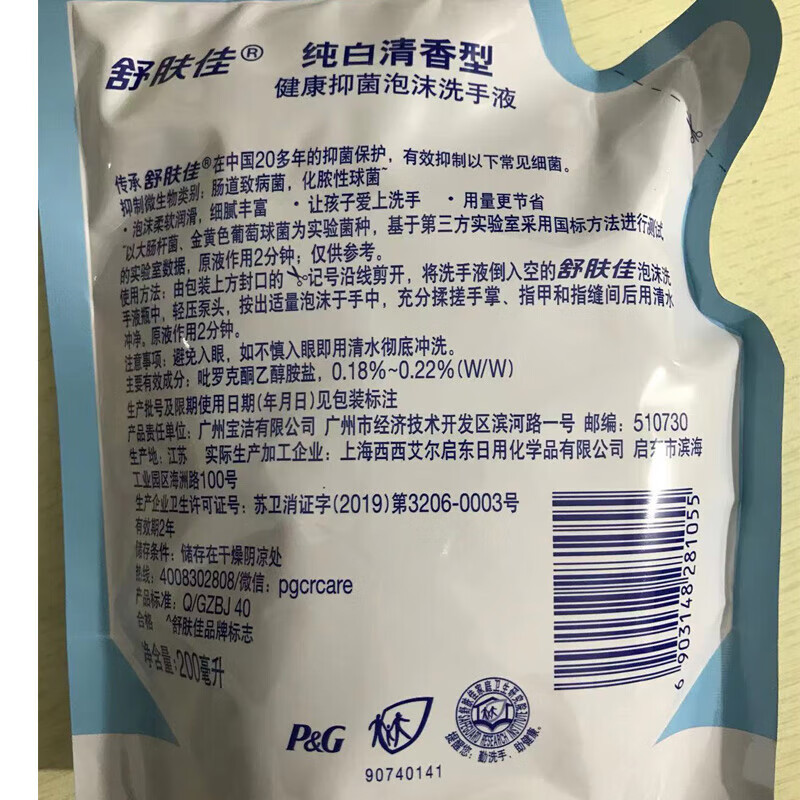 舒肤佳® 纯白清香型
健康抑菌泡沫洗手液
传承 舒肤佳®在中国20多年的抑菌保护，有效抑制以下常见细菌。
抑制微生物类别：肠道致病菌，化脓性球菌~
·泡沫柔软润滑，细腻丰富 ·让孩子爱上洗手 ·用量更节省
~以大肠杆菌、金黄色葡萄球菌为实验菌种，基于第三方实验室采用国标方法进行测试
的实验室数据，原液作用2分钟；仅供参考。
使用方法：由包装上方封口的✂记号沿线剪开，将洗手液倒入空的舒肤佳泡沫洗
手液瓶中，轻压泵头，按出适量泡沫于手中，充分揉搓手掌、指甲和指缝间后用清水
冲净。原液作用2分钟。
注意事项：避免入眼，如不慎入眼即用清水彻底冲洗。
主要有效成分：吡罗克酮乙醇胺盐，0.18%~0.22%(W/W)
生产批号及限期使用日期(年月日)见包装标注
产品责任单位：广州宝洁有限公司 广州市经济技术开发区滨河路一号 邮编：510730
生产地：江苏 实际生产加工企业：上海西西艾尔启东日用化学品有限公司 启东市滨海
工业园区海洲路100号
生产企业卫生许可证号：苏卫消证字(2019)第3206-0003号
有效期2年
储存条件：储存在干燥阴凉处
热线：4008302808/微信：pgcrcare
产品标准：Q/GZBJ 40
合格 ^舒肤佳品牌标志
净含量：200毫升
6 903148 281055
P&G
舒肤佳家庭卫生研究院
SAFEGUARD RESEARCH INSTITUTE
提醒您：勤洗手、助健康。
90740141